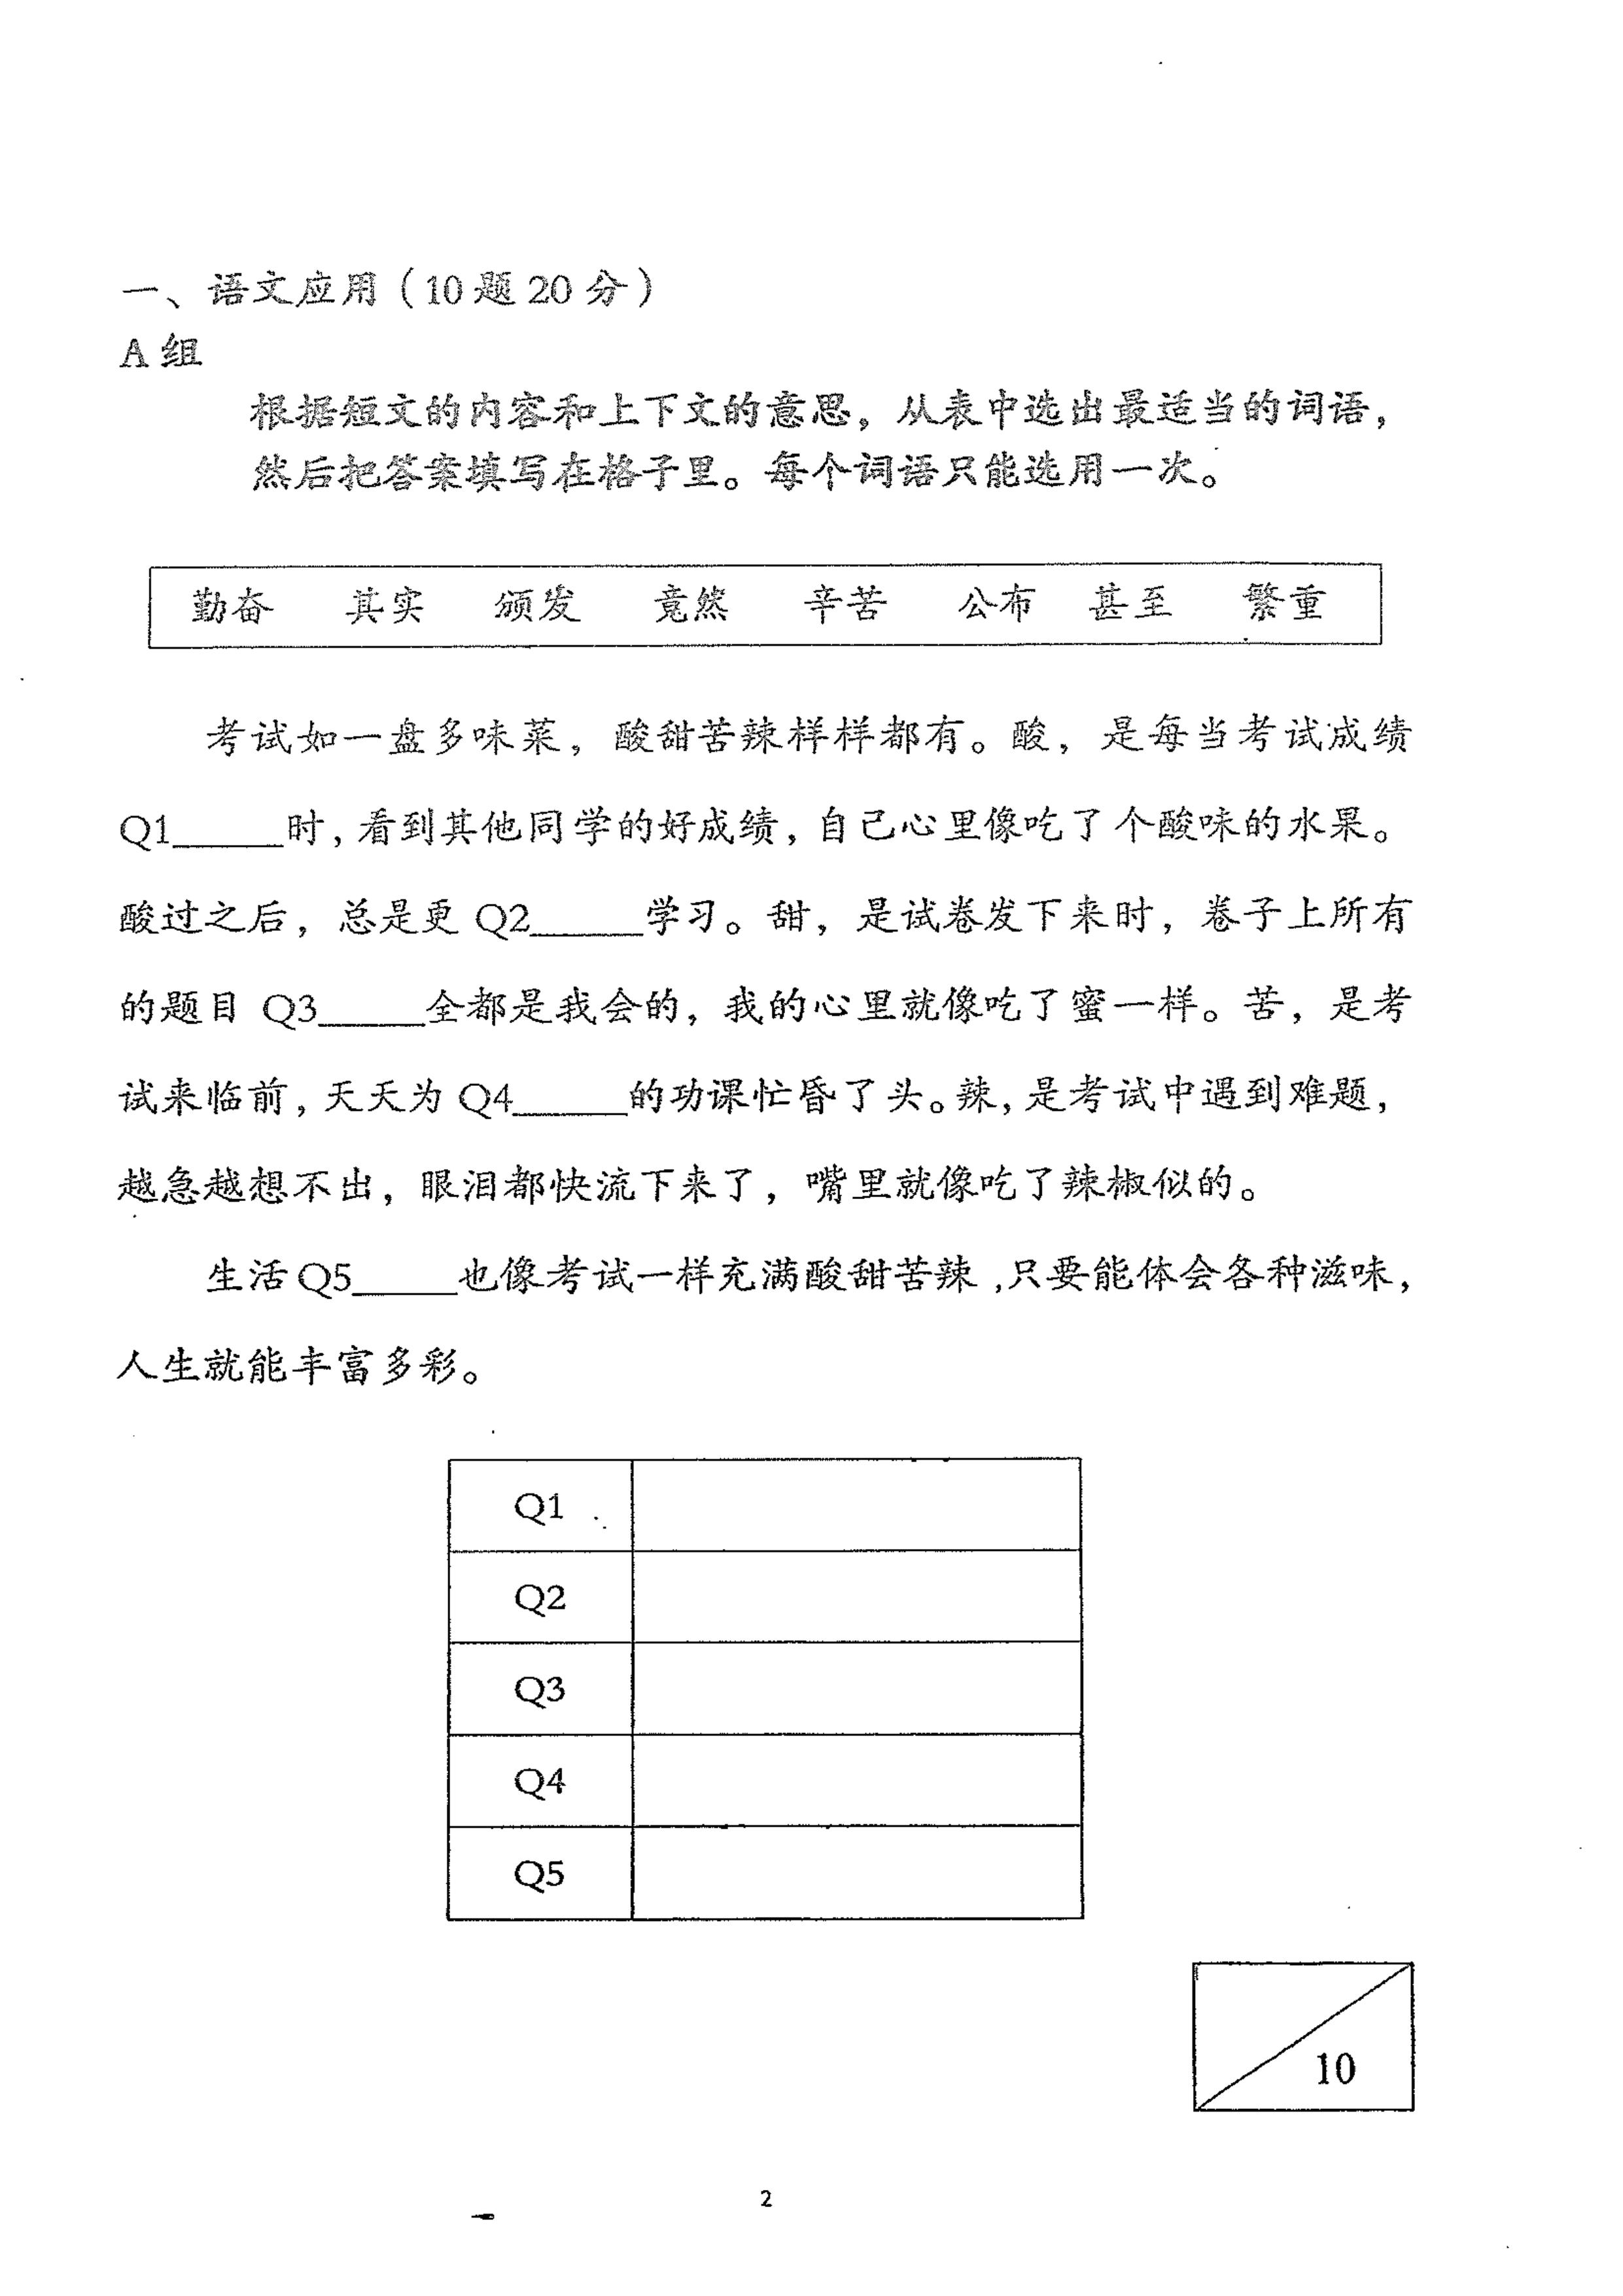 一、语文应用（10题20分）
A组
根据短文的内容和上下文的意思，从表中选出最适当的词语，
然后把答案填写在格子里。每个词语只能选用一次。
勤奋 其实 颁发 竟然 辛苦 公布 甚至 繁重
考试如一盘多味菜，酸甜苦辣样样都有。酸，是每当考试成绩
Q1_____时，看到其他同学的好成绩，自己心里像吃了个酸味的水果。
酸过之后，总是更 Q2_____学习。甜，是试卷发下来时，卷子上所有
的题目 Q3_____全都是我会的，我的心里就像吃了蜜一样。苦，是考
试来临前，天天为 Q4_____的功课忙昏了头。辣，是考试中遇到难题，
越急越想不出，眼泪都快流下来了，嘴里就像吃了辣椒似的。
生活Q5_____也像考试一样充满酸甜苦辣,只要能体会各种滋味，
人生就能丰富多彩。
Q1
Q2
Q3
Q4
Q5
10
2